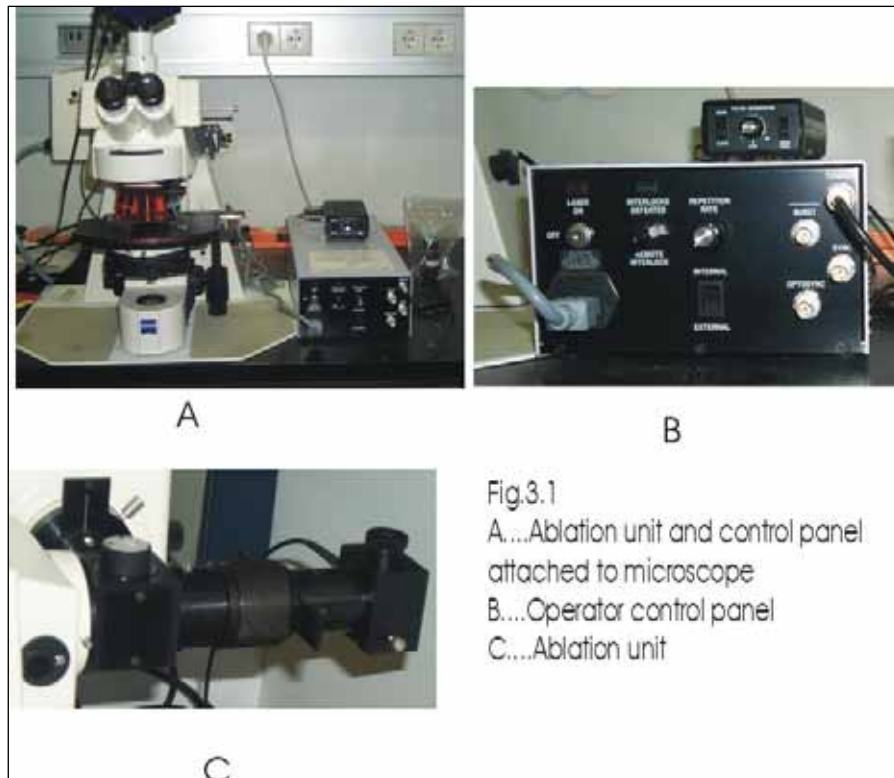 A
B
LASER
ON
OFF
INTERLOCKS
DEFEATED
REMOTE
INTERLOCK
REPETITION
RATE
INTERNAL
EXTERNAL
BURST
SYNC
OPTOSYNC
C
Fig.3.1
A....Ablation unit and control panel
attached to microscope
B....Operator control panel
C....Ablation unit